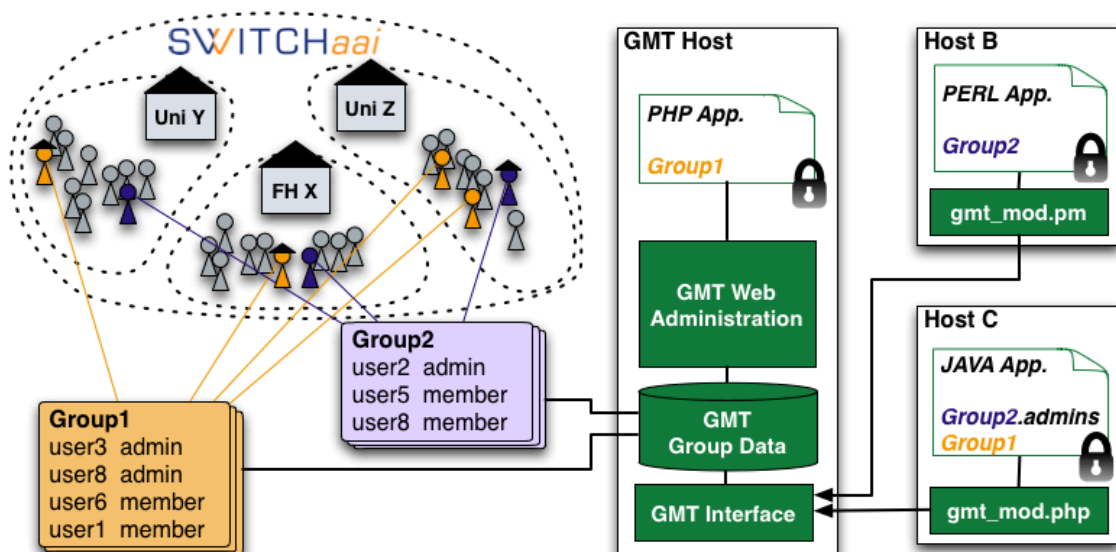 SWITCHaai
Uni Y
Uni Z
FH X
Group2
user2 admin
user5 member
user8 member
Group1
user3 admin
user8 admin
user6 member
user1 member
GMT Host
PHP App.
Group1
GMT Web
Administration
GMT
Group Data
GMT Interface
Host B
PERL App.
Group2
gmt_mod.pm
Host C
JAVA App.
Group2.admins
Group1
gmt_mod.php